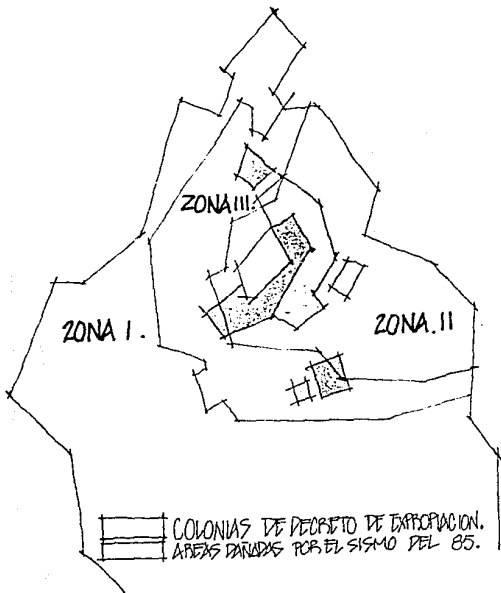 ZONA III.
ZONA I.
ZONA.II
COLONIAS DE DECRETO DE EXPROPIACION.
AREAS DAÑADAS POR EL SISMO DEL 85.